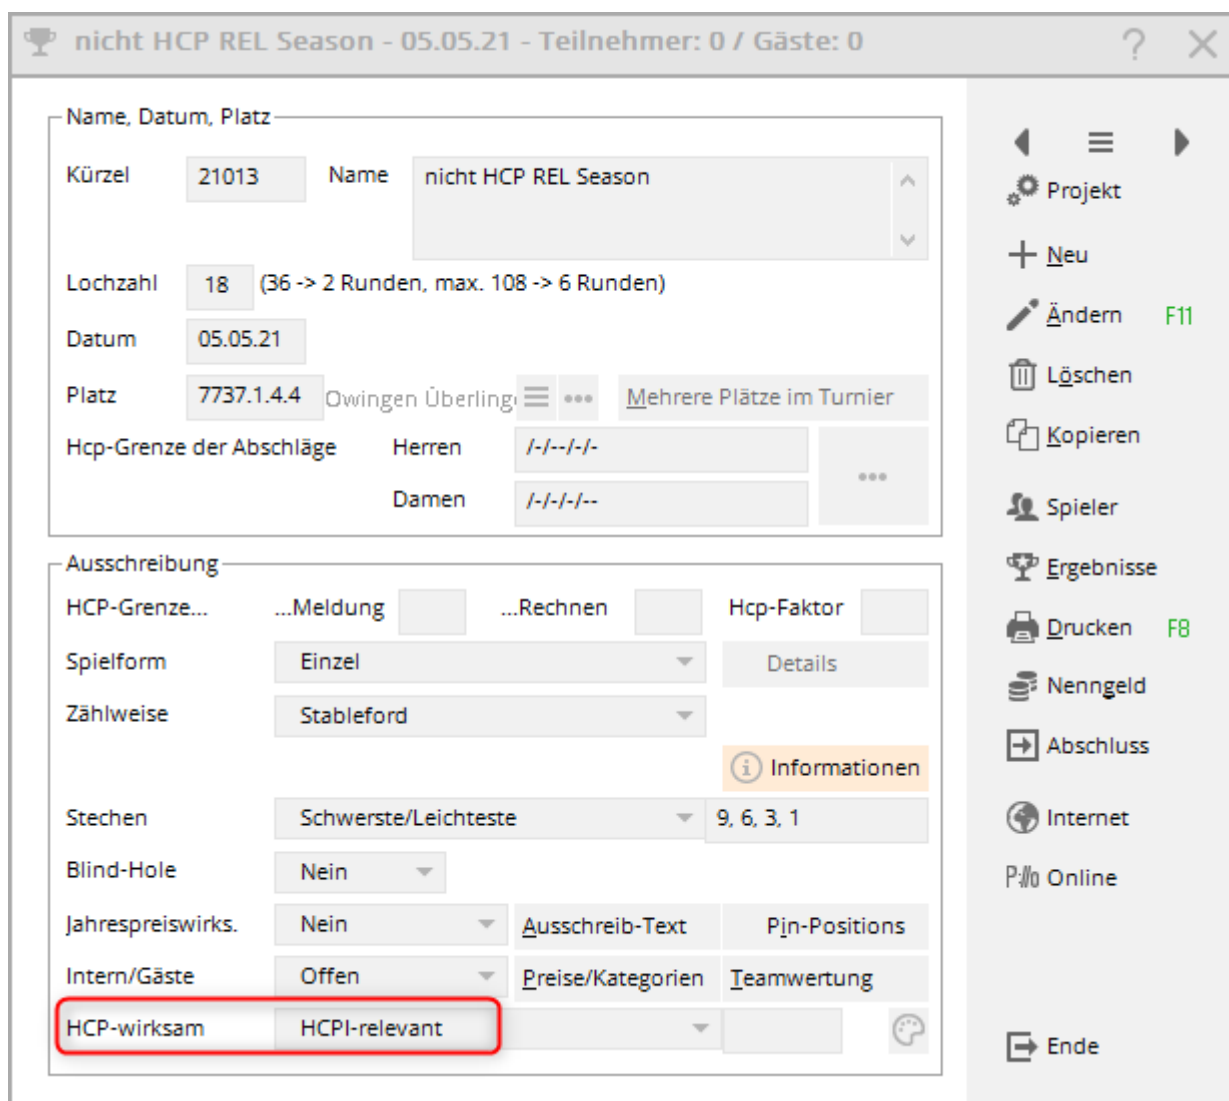 nicht HCP REL Season - 05.05.21 - Teilnehmer: 0 / Gäste: 0
Name, Datum, Platz
Kürzel 21013 Name nicht HCP REL Season
Lochzahl 18 (36 -> 2 Runden, max. 108 -> 6 Runden)
Datum 05.05.21
Platz 7737.1.4.4 Owingen Überling Mehrere Plätze im Turnier
Hcp-Grenze der Abschläge Herren /-/--/-/-
Damen /-/-/-/--
Ausschreibung
HCP-Grenze... ...Meldung ...Rechnen Hcp-Faktor
Spielform Einzel Details
Zählweise Stableford
Informationen
Stechen Schwerste/Leichteste 9, 6, 3, 1
Blind-Hole Nein
Jahrespreiswirks. Nein Ausschreib-Text Pin-Positions
Intern/Gäste Offen Preise/Kategorien Teamwertung
HCP-wirksam HCPI-relevant
Projekt
Neu
Ändern F11
Löschen
Kopieren
Spieler
Ergebnisse
Drucken F8
Nenngeld
Abschluss
Internet
P://o Online
Ende